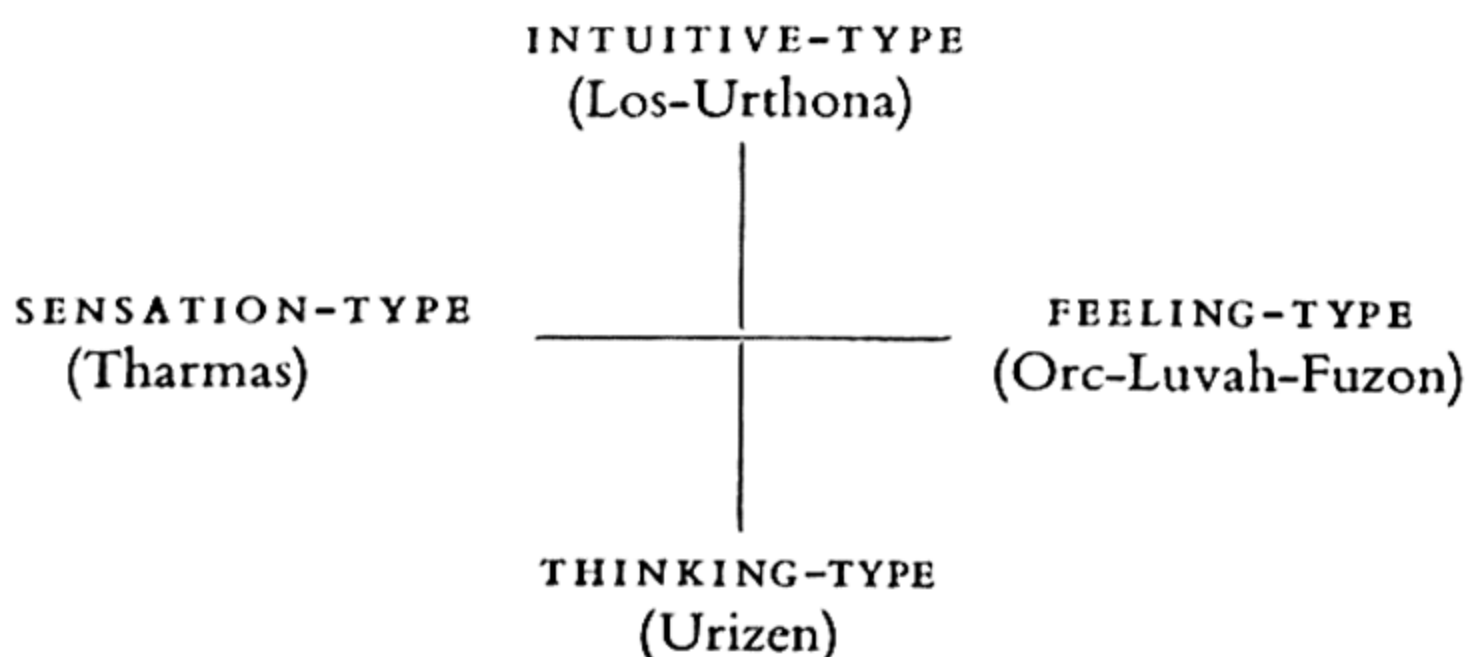 INTUITIVE-TYPE
(Los-Urthona)
SENSATION-TYPE
(Tharmas)
FEELING-TYPE
(Orc-Luvah-Fuzon)
THINKING-TYPE
(Urizen)